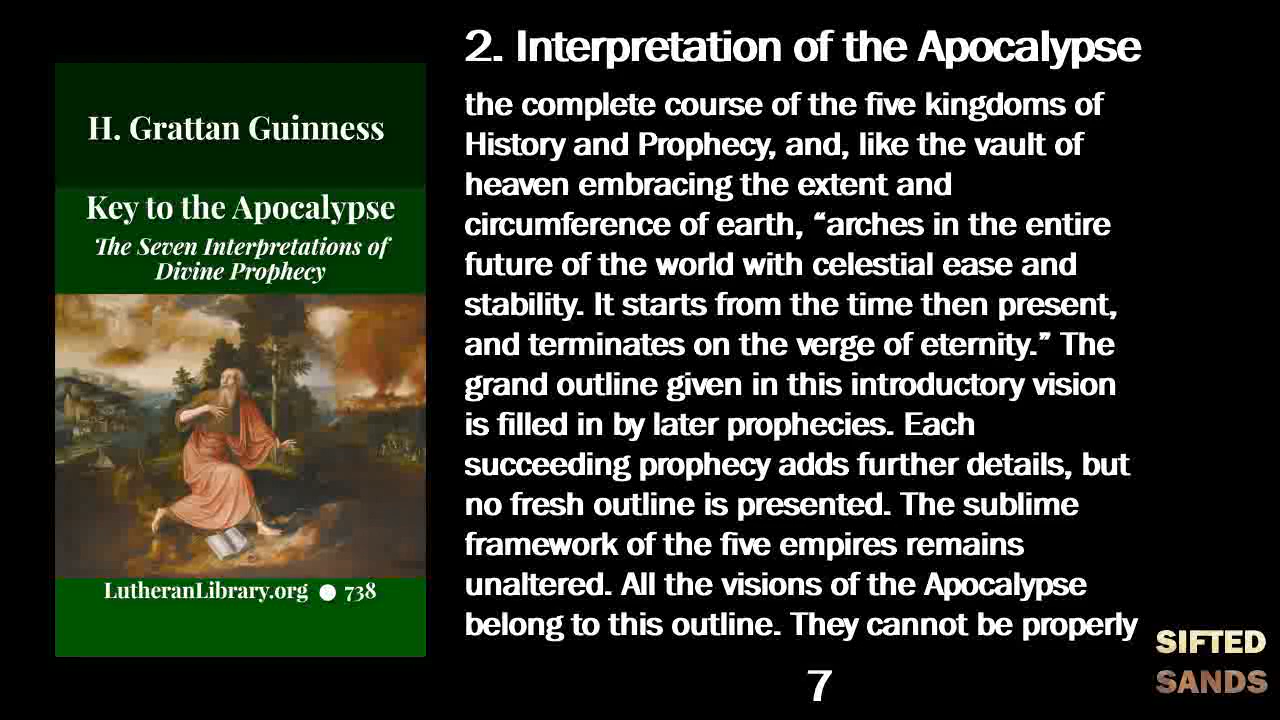 H. Grattan Guinness
Key to the Apocalypse
The Seven Interpretations of
Divine Prophecy
LutheranLibrary.org ● 738
2. Interpretation of the Apocalypse
the complete course of the five kingdoms of
History and Prophecy, and, like the vault of
heaven embracing the extent and
circumference of earth, “arches in the entire
future of the world with celestial ease and
stability. It starts from the time then present,
and terminates on the verge of eternity.” The
grand outline given in this introductory vision
is filled in by later prophecies. Each
succeeding prophecy adds further details, but
no fresh outline is presented. The sublime
framework of the five empires remains
unaltered. All the visions of the Apocalypse
belong to this outline. They cannot be properly
7
SIFTED
SANDS